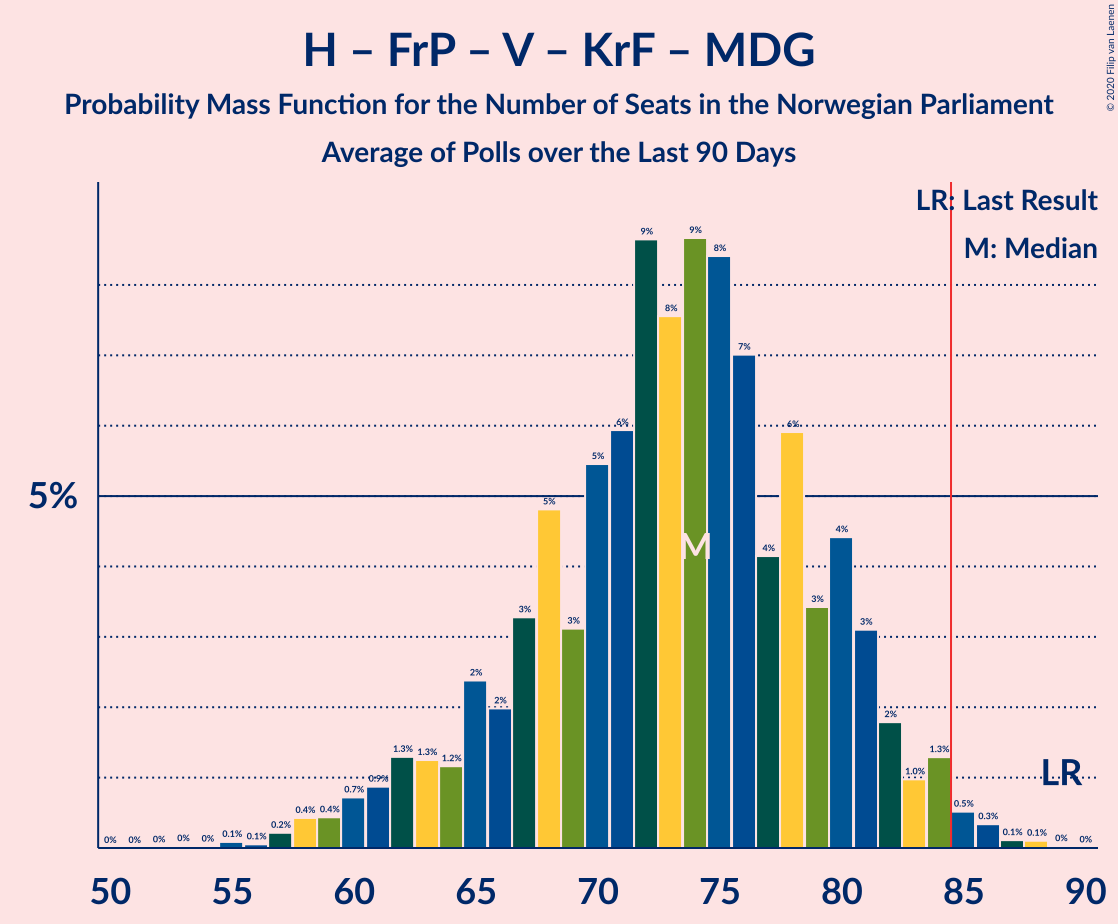 H – FrP – V – KrF – MDG
Probability Mass Function for the Number of Seats in the Norwegian Parliament
Average of Polls over the Last 90 Days
© 2020 Filip van Laenen
LR: Last Result
M: Median
5%
0% 0% 0% 0% 0% 0.1% 0.1% 0.2% 0.4% 0.4% 0.7% 0.9% 1.3% 1.3% 1.2% 2% 2% 3% 5% 3% 5% 6% 9% 8% 9% 8% 7% 4% 6% 3% 4% 3% 2% 1.0% 1.3% 0.5% 0.3% 0.1% 0.1% 0% 0%
M
LR
50 55 60 65 70 75 80 85 90